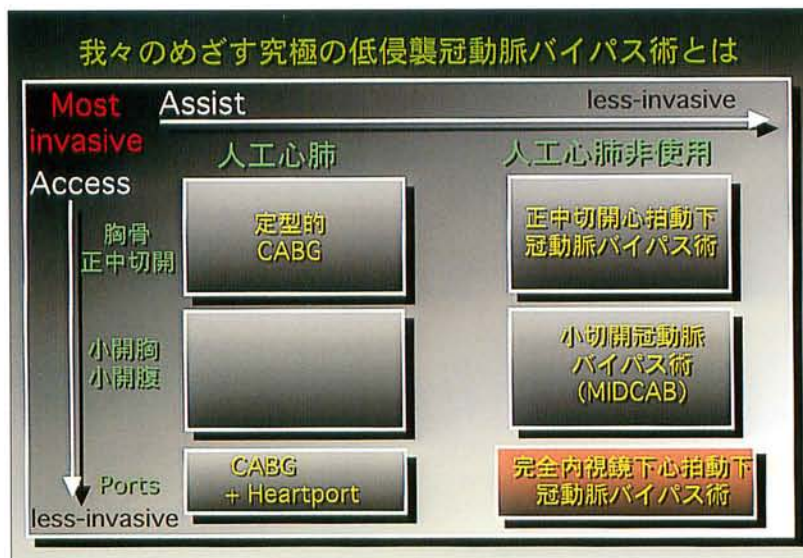 我々のめざす究極の低侵襲冠動脈バイパス術とは
Most
invasive
Assist
less-invasive
人工心肺
人工心肺非使用
Access
胸骨
正中切開
定型的
CABG
正中切開心拍動下
冠動脈バイパス術
小開胸
小開腹
小切開冠動脈
バイパス術
(MIDCAB)
Ports
less-invasive
CABG
+ Heartport
完全内視鏡下心拍動下
冠動脈バイパス術